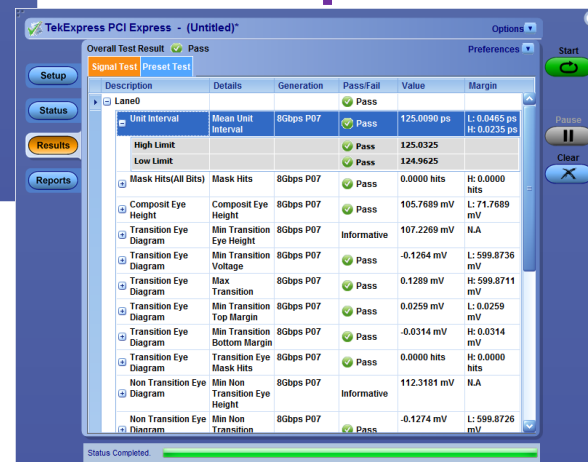 TekExpress PCI Express - (Untitled)*
Options
Overall Test Result Pass
Preferences
Start
Signal Test Preset Test
Setup
Description Details Generation Pass/Fail Value Margin
Lane0 Pass
Status
Unit Interval Mean Unit Interval 8Gbps P07 Pass 125.0090 ps L: 0.0465 ps H: 0.0235 ps
Pause
Results
High Limit Pass 125.0325
Clear
Low Limit Pass 124.9625
Reports
Mask Hits(All Bits) Mask Hits 8Gbps P07 Pass 0.0000 hits H: 0.0000 hits
Composit Eye Height Composit Eye Height 8Gbps P07 Pass 105.7689 mV L: 71.7689 mV
Transition Eye Diagram Min Transition Eye Height 8Gbps P07 Informative 107.2269 mV N.A
Transition Eye Diagram Min Transition Voltage 8Gbps P07 Pass -0.1264 mV L: 599.8736 mV
Transition Eye Diagram Max Transition 8Gbps P07 Pass 0.1289 mV H: 599.8711 mV
Transition Eye Diagram Min Transition Top Margin 8Gbps P07 Pass 0.0259 mV L: 0.0259 mV
Transition Eye Diagram Min Transition Bottom Margin 8Gbps P07 Pass -0.0314 mV H: 0.0314 mV
Transition Eye Diagram Transition Eye Mask Hits 8Gbps P07 Pass 0.0000 hits H: 0.0000 hits
Non Transition Eye Diagram Min Non Transition Eye Height 8Gbps P07 Informative 112.3181 mV N.A
Non Transition Eye Diagram Min Non Transition 8Gbps P07 Pass -0.1274 mV L: 599.8726 mV
Status Completed.